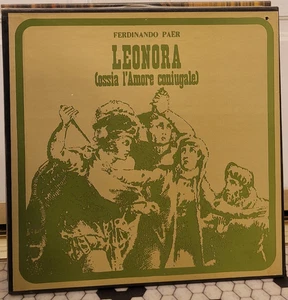 FERDINANDO PAËR
LEONORA
(ossia l'Amore coniugale)